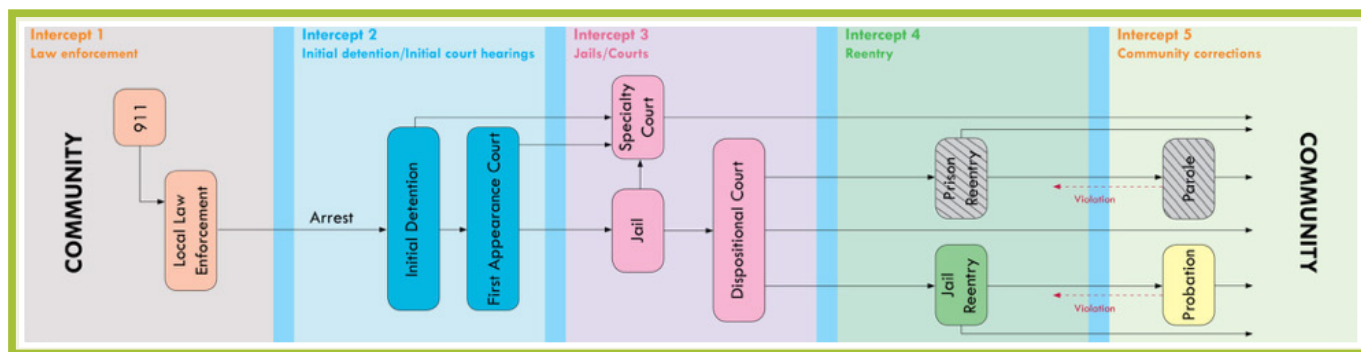 Intercept 1
Law enforcement
Intercept 2
Initial detention/Initial court hearings
Intercept 3
Jails/Courts
Intercept 4
Reentry
Intercept 5
Community corrections
COMMUNITY
911
Local Law
Enforcement
Arrest
Initial Detention
First Appearance Court
Specialty
Court
Jail
Dispositional Court
Prison
Reentry
Violation
Parole
Jail
Reentry
Violation
Probation
COMMUNITY